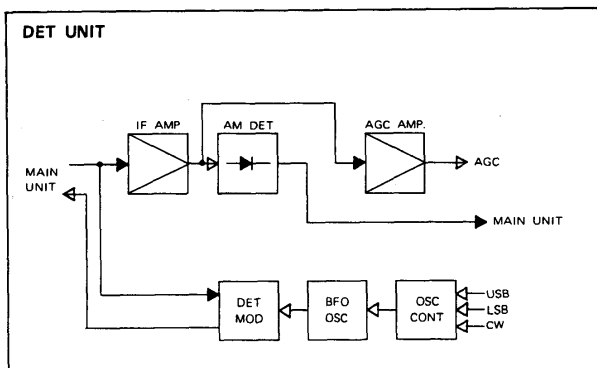 DET UNIT
IF AMP
AM DET
AGC AMP.
AGC
MAIN
UNIT
MAIN UNIT
DET
MOD
BFO
OSC
OSC
CONT
USB
LSB
CW